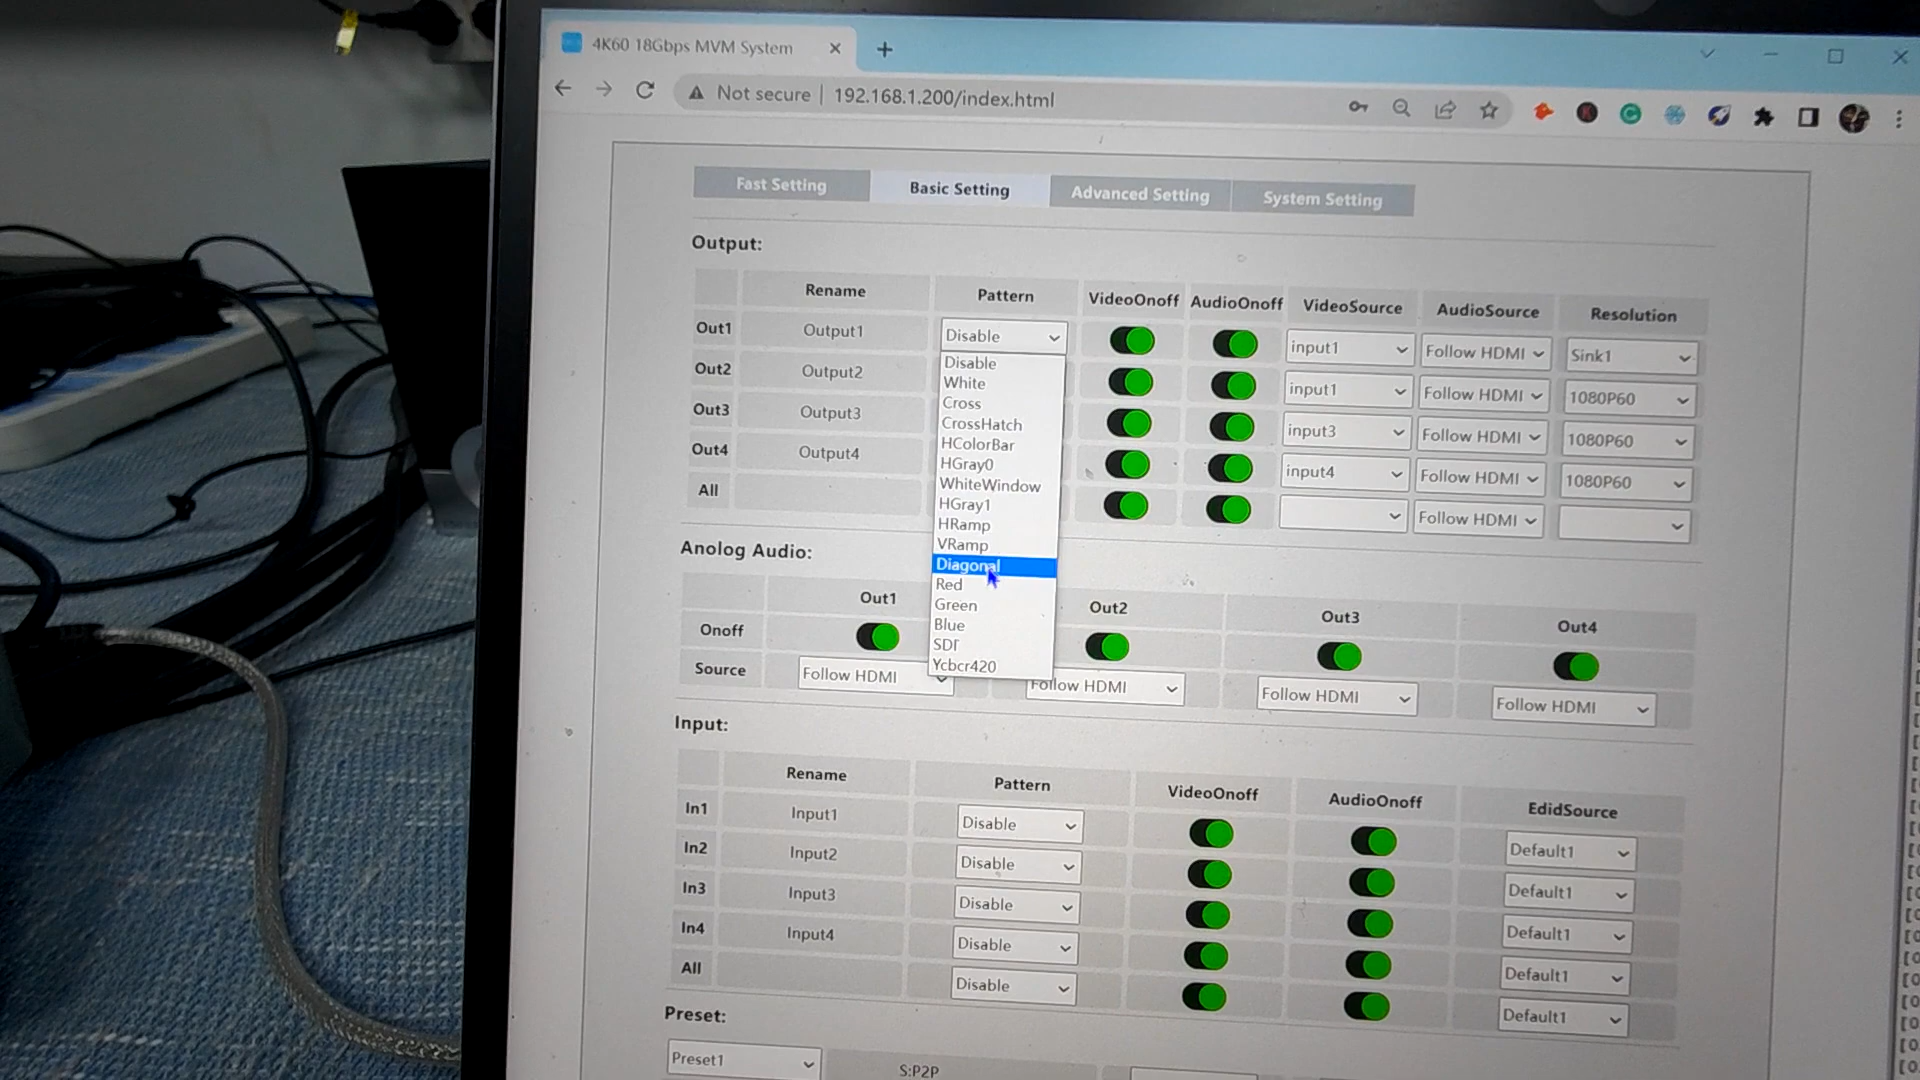 4K60 18Gbps MVM System
Not secure | 192.168.1.200/index.html
Fast Setting Basic Setting Advanced Setting System Setting
Output:
Rename Pattern VideoOnoff AudioOnoff VideoSource AudioSource Resolution
Out1 Output1 Disable input1 Follow HDMI Sink1
Out2 Output2 input1 Follow HDMI 1080P60
Out3 Output3 input3 Follow HDMI 1080P60
Out4 Output4 input4 Follow HDMI 1080P60
All Follow HDMI
Disable
White
Cross
CrossHatch
HColorBar
HGray0
WhiteWindow
HGray1
HRamp
VRamp
Diagonal
Red
Green
Blue
Ycbcr420
Anolog Audio:
Out1 Out2 Out3 Out4
Onoff
Source Follow HDMI Follow HDMI Follow HDMI Follow HDMI
Input:
Rename Pattern VideoOnoff AudioOnoff EdidSource
In1 Input1 Disable Default1
In2 Input2 Disable Default1
In3 Input3 Disable Default1
In4 Input4 Disable Default1
All Disable Default1
Preset:
Preset1 S:P2P